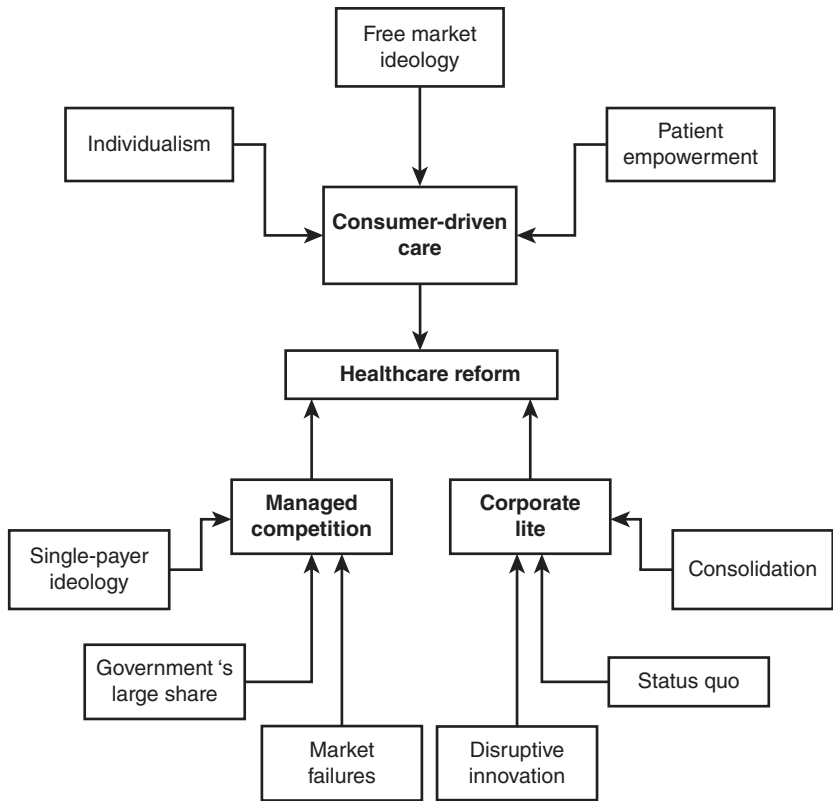 Free market
ideology
Individualism
Patient
empowerment
Consumer-driven
care
Healthcare reform
Managed
competition
Corporate
lite
Single-payer
ideology
Consolidation
Government ‘s
large share
Status quo
Market
failures
Disruptive
innovation